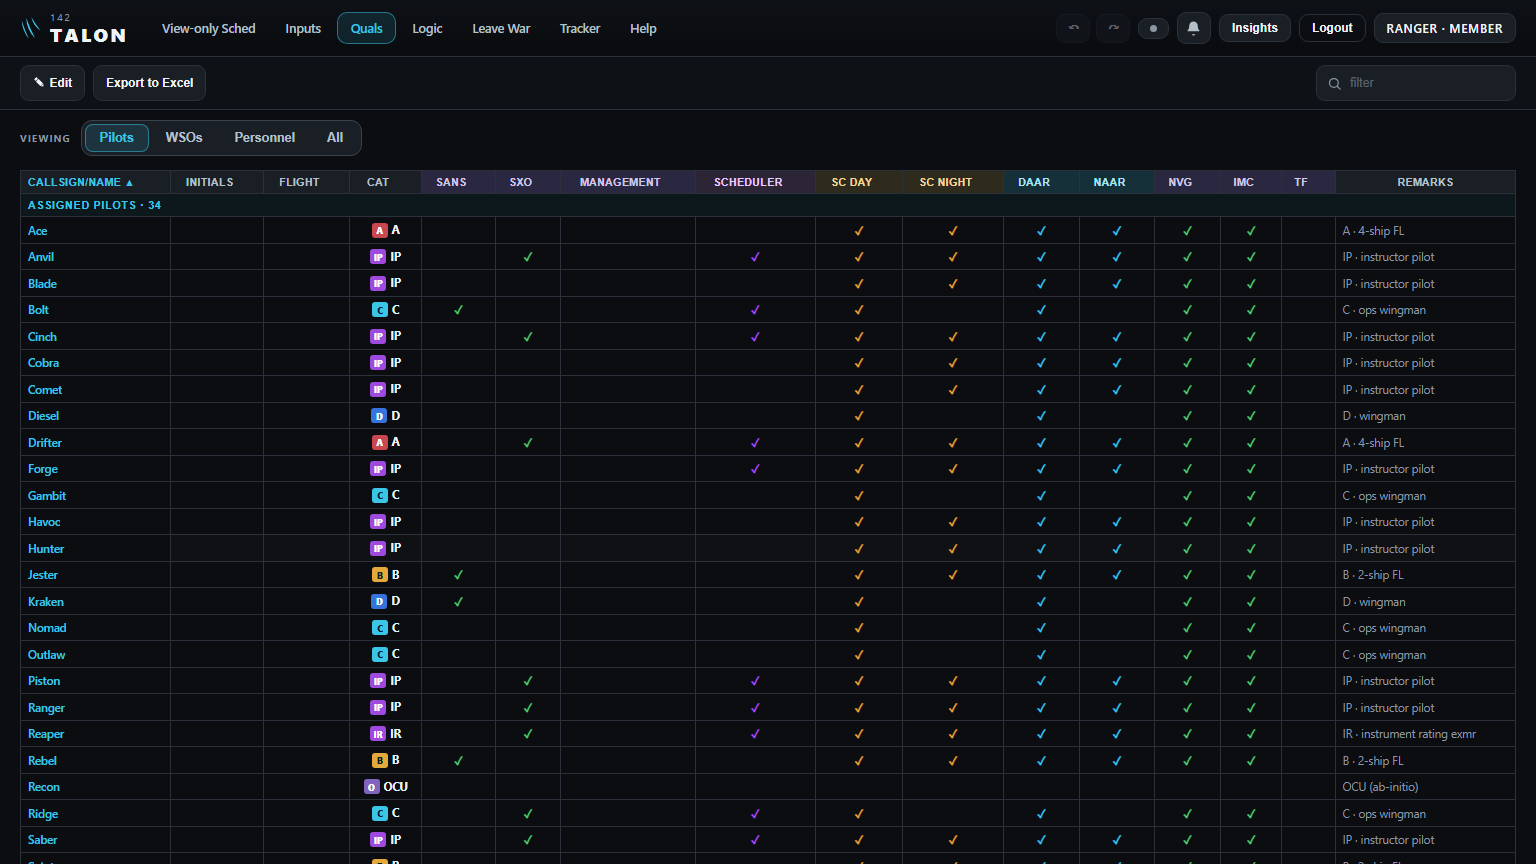 142
TALON
View-only Sched Inputs Quals Logic Leave War Tracker Help
Insights Logout RANGER · MEMBER
✎ Edit Export to Excel filter
VIEWING Pilots WSOs Personnel All
CALLSIGN/NAME ▲ INITIALS FLIGHT CAT SANS SXO MANAGEMENT SCHEDULER SC DAY SC NIGHT DAAR NAAR NVG IMC TF REMARKS
ASSIGNED PILOTS · 34
Ace A A ✓ ✓ ✓ ✓ ✓ ✓ A · 4-ship FL
Anvil IP IP ✓ ✓ ✓ ✓ ✓ ✓ ✓ ✓ IP · instructor pilot
Blade IP IP ✓ ✓ ✓ ✓ ✓ ✓ IP · instructor pilot
Bolt C C ✓ ✓ ✓ ✓ ✓ ✓ C · ops wingman
Cinch IP IP ✓ ✓ ✓ ✓ ✓ ✓ ✓ ✓ IP · instructor pilot
Cobra IP IP ✓ ✓ ✓ ✓ ✓ ✓ IP · instructor pilot
Comet IP IP ✓ ✓ ✓ ✓ ✓ ✓ IP · instructor pilot
Diesel D D ✓ ✓ ✓ ✓ D · wingman
Drifter A A ✓ ✓ ✓ ✓ ✓ ✓ ✓ ✓ A · 4-ship FL
Forge IP IP ✓ ✓ ✓ ✓ ✓ ✓ ✓ IP · instructor pilot
Gambit C C ✓ ✓ ✓ ✓ C · ops wingman
Havoc IP IP ✓ ✓ ✓ ✓ ✓ ✓ IP · instructor pilot
Hunter IP IP ✓ ✓ ✓ ✓ ✓ ✓ IP · instructor pilot
Jester B B ✓ ✓ ✓ ✓ ✓ ✓ ✓ B · 2-ship FL
Kraken D D ✓ ✓ ✓ ✓ ✓ D · wingman
Nomad C C ✓ ✓ ✓ ✓ C · ops wingman
Outlaw C C ✓ ✓ ✓ ✓ C · ops wingman
Piston IP IP ✓ ✓ ✓ ✓ ✓ ✓ ✓ ✓ IP · instructor pilot
Ranger IP IP ✓ ✓ ✓ ✓ ✓ ✓ ✓ ✓ IP · instructor pilot
Reaper IR IR ✓ ✓ ✓ ✓ ✓ ✓ ✓ ✓ IR · instrument rating exmr
Rebel B B ✓ ✓ ✓ ✓ ✓ ✓ ✓ B · 2-ship FL
Recon O OCU OCU (ab-initio)
Ridge C C ✓ ✓ ✓ ✓ ✓ ✓ C · ops wingman
Saber IP IP ✓ ✓ ✓ ✓ ✓ ✓ ✓ ✓ IP · instructor pilot